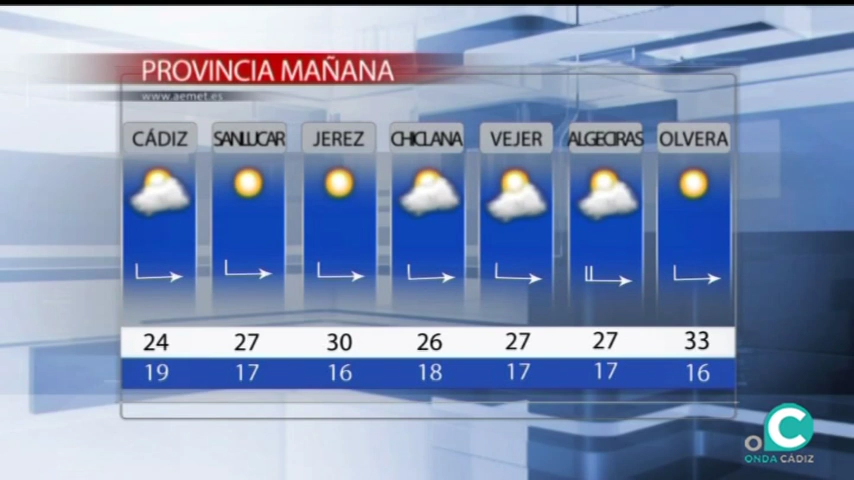 PROVINCIA MAÑANA
www.aemet.es
CÁDIZ SANLUCAR JEREZ CHICLANA VEJER ALGECIRAS OLVERA
24 27 30 26 27 27 33
19 17 16 18 17 17 16
ONDA CÁDIZ